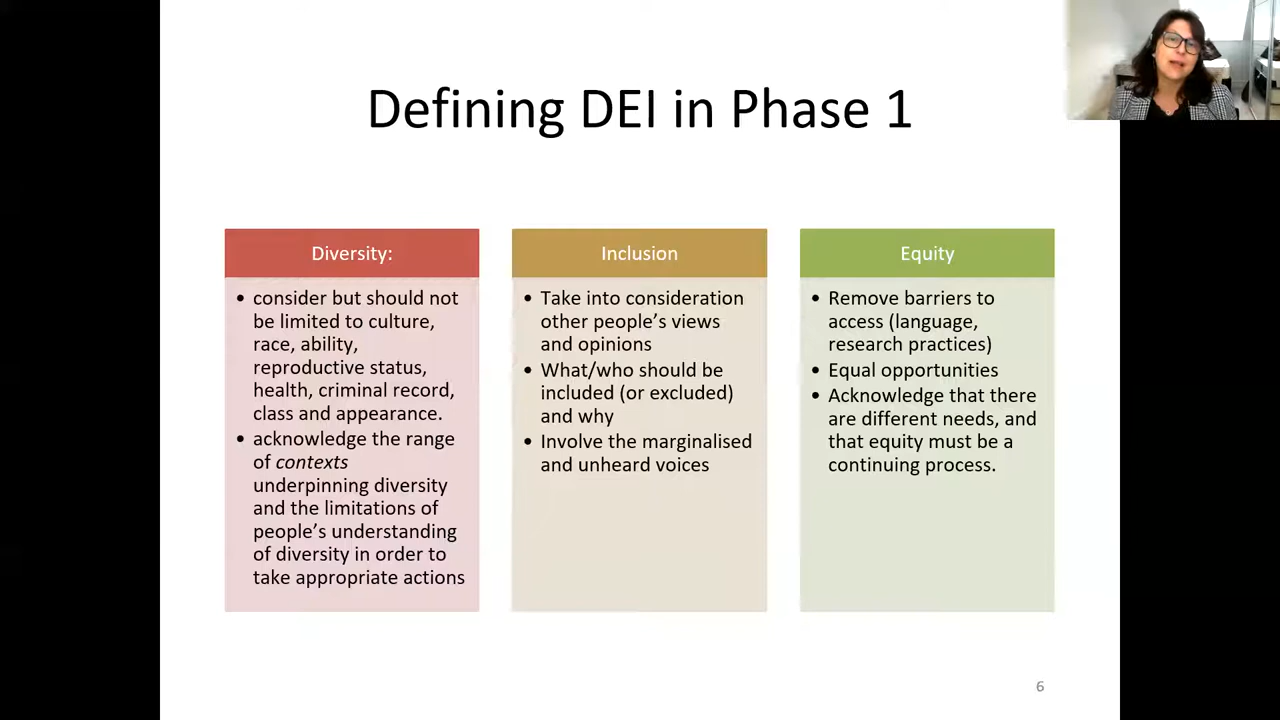 Defining DEI in Phase 1
Diversity:
• consider but should not
be limited to culture,
race, ability,
reproductive status,
health, criminal record,
class and appearance.
• acknowledge the range
of contexts
underpinning diversity
and the limitations of
people’s understanding
of diversity in order to
take appropriate actions
Inclusion
• Take into consideration
other people’s views
and opinions
• What/who should be
included (or excluded)
and why
• Involve the marginalised
and unheard voices
Equity
• Remove barriers to
access (language,
research practices)
• Equal opportunities
• Acknowledge that there
are different needs, and
that equity must be a
continuing process.
6